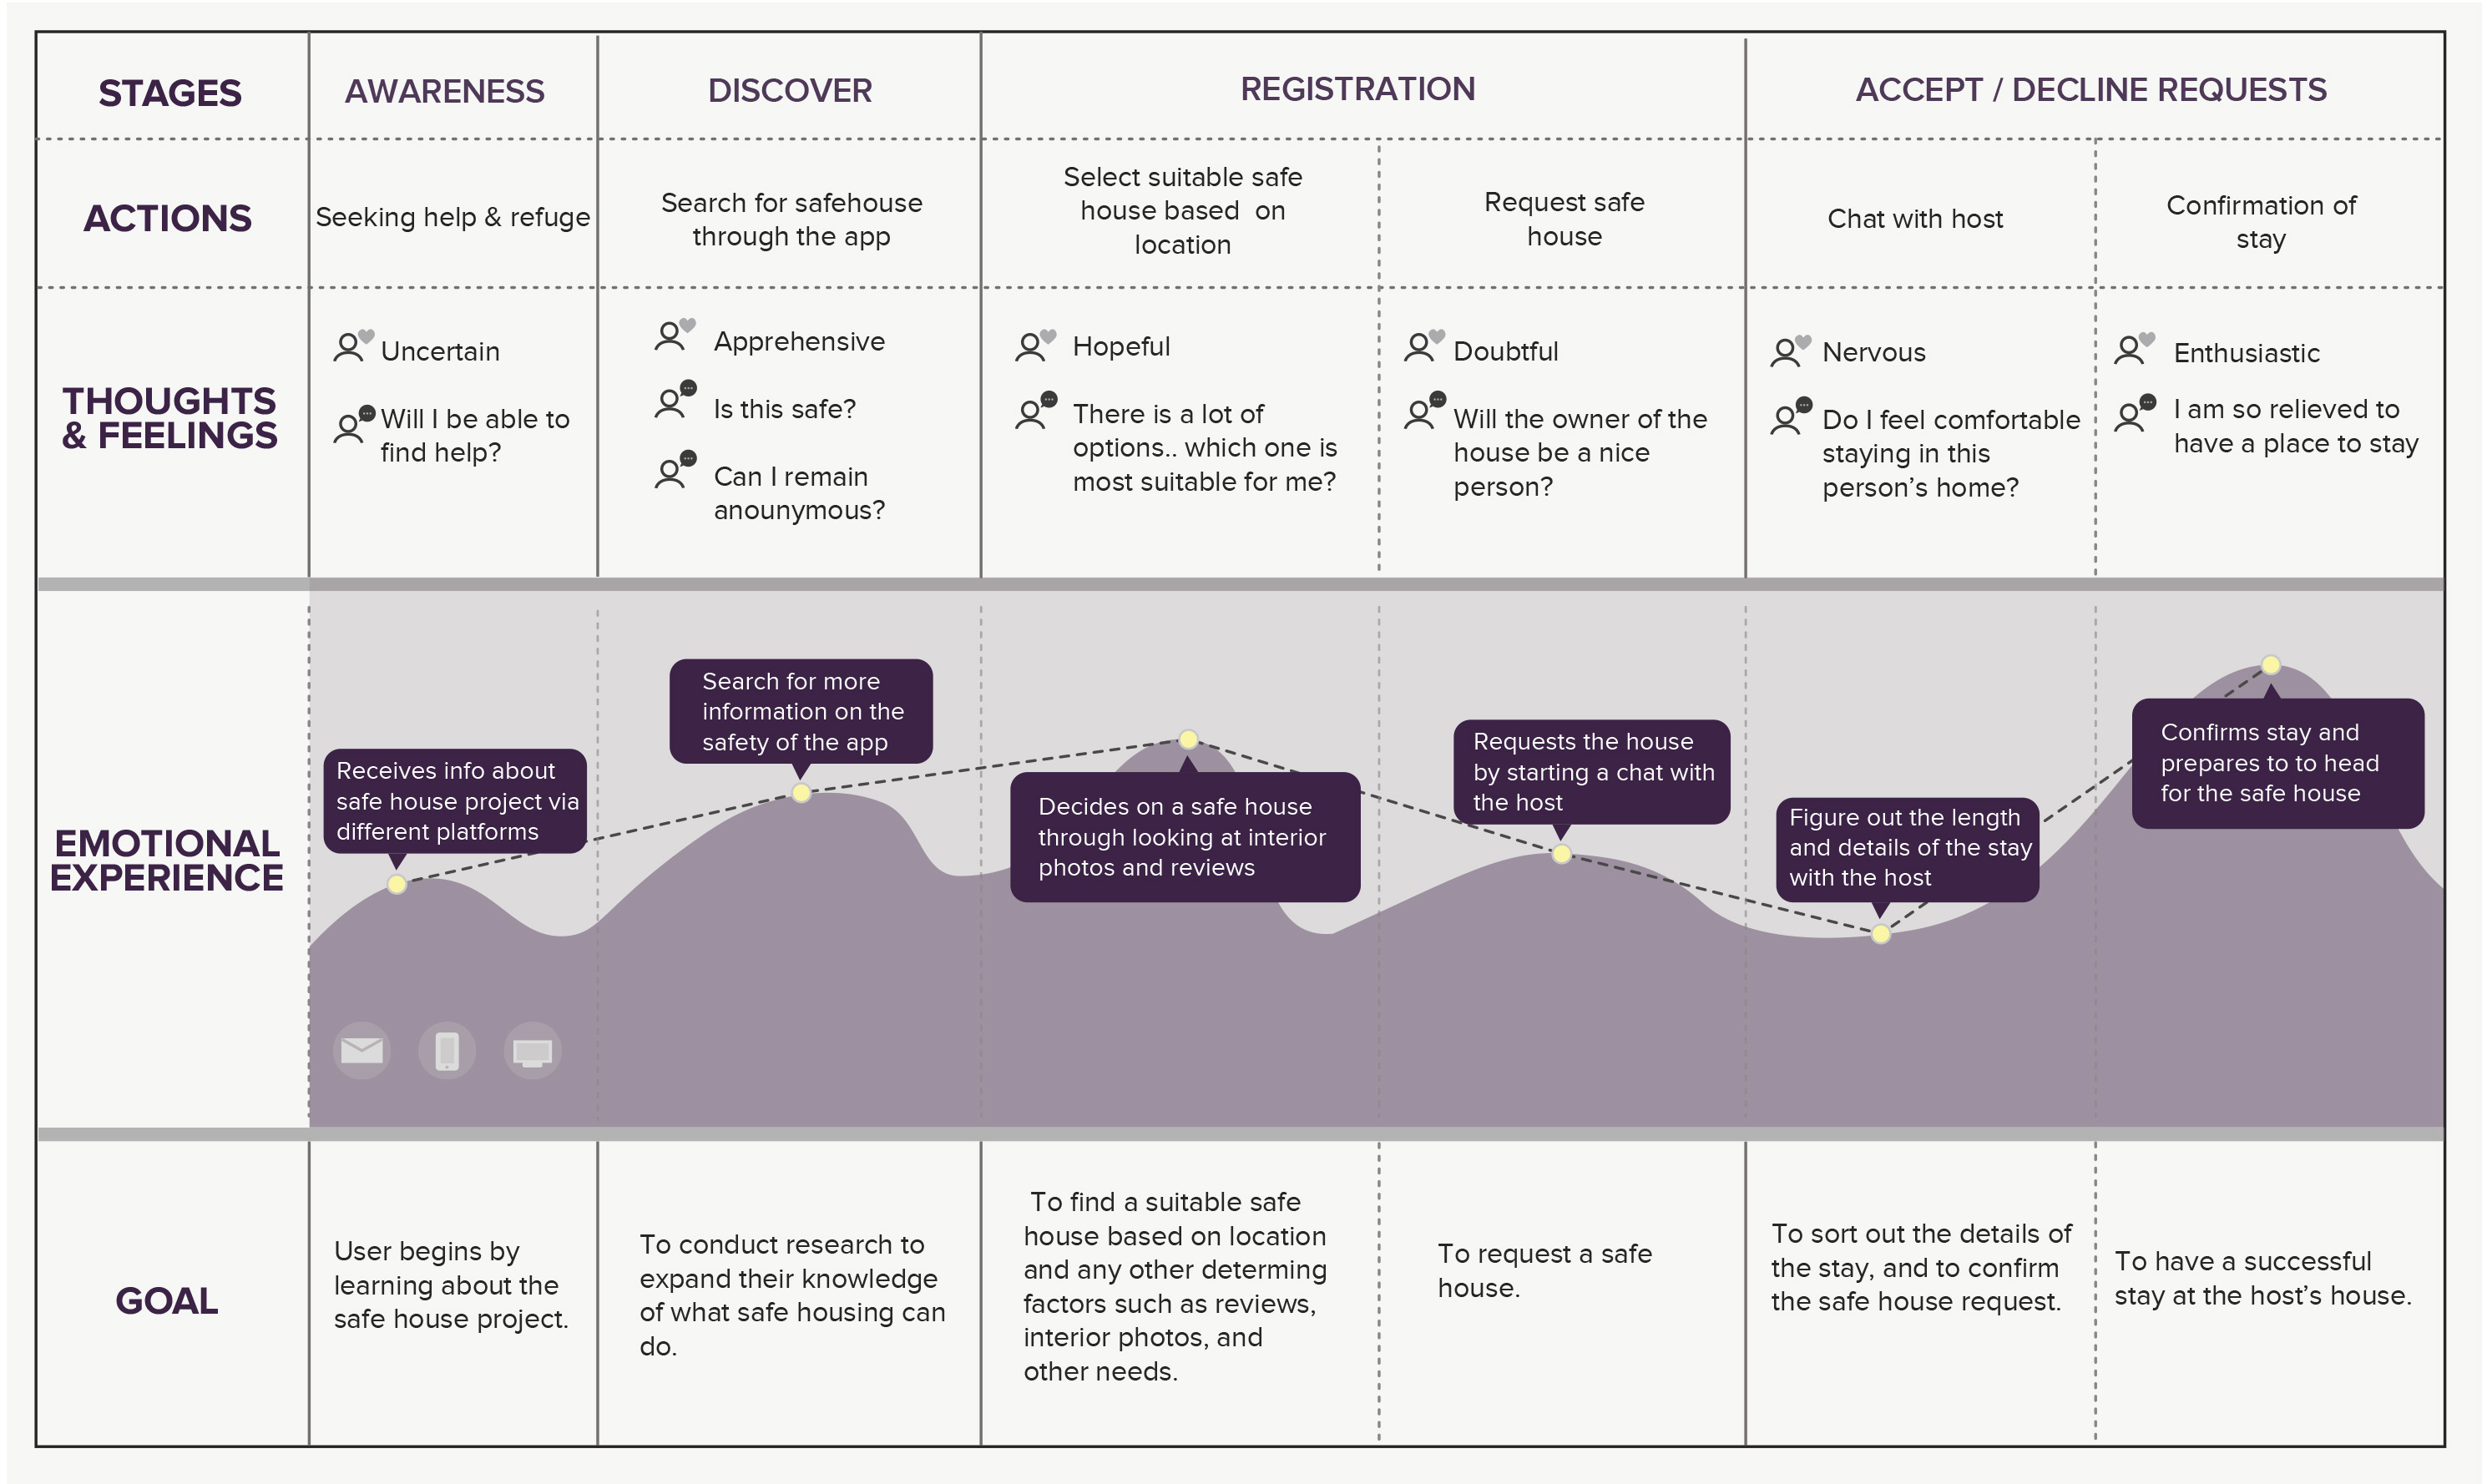 STAGES
AWARENESS
DISCOVER
REGISTRATION
ACCEPT / DECLINE REQUESTS
ACTIONS
Seeking help & refuge
Search for safehouse
through the app
Select suitable safe
house based on
location
Request safe
house
Chat with host
Confirmation of
stay
THOUGHTS
& FEELINGS
Uncertain
Will I be able to
find help?
Apprehensive
Is this safe?
Can I remain
anounymous?
Hopeful
There is a lot of
options.. which one is
most suitable for me?
Doubtful
Will the owner of the
house be a nice
person?
Nervous
Do I feel comfortable
staying in this
person's home?
Enthusiastic
I am so relieved to
have a place to stay
EMOTIONAL
EXPERIENCE
Receives info about
safe house project via
different platforms
Search for more
information on the
safety of the app
Decides on a safe house
through looking at interior
photos and reviews
Requests the house
by starting a chat with
the host
Figure out the length
and details of the stay
with the host
Confirms stay and
prepares to to head
for the safe house
GOAL
User begins by
learning about the
safe house project.
To conduct research to
expand their knowledge
of what safe housing can
do.
To find a suitable safe
house based on location
and any other determing
factors such as reviews,
interior photos, and
other needs.
To request a safe
house.
To sort out the details of
the stay, and to confirm
the safe house request.
To have a successful
stay at the host's house.